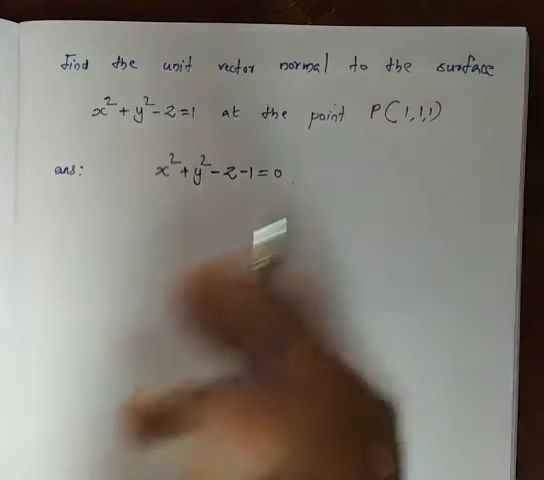 Find the unit vector normal to the surface
x²+y²-z=1 at the point P(1,1,1)
ans: x²+y²-z-1=0.